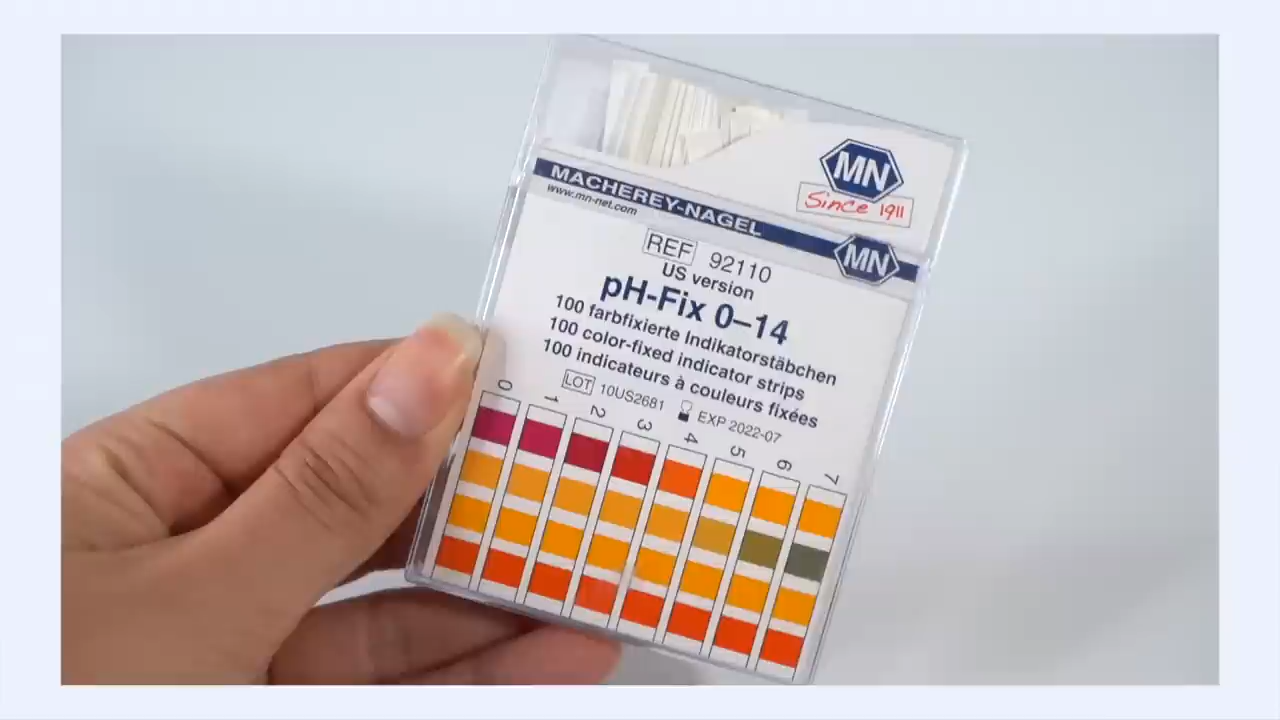 MN
Since 1911
MACHEREY-NAGEL
www.mn-net.com
MN
REF 92110
US version
pH-Fix 0–14
100 farbfixierte Indikatorstäbchen
100 color-fixed indicator strips
100 indicateurs à couleurs fixées
LOT 10US2681 EXP 2022-07
0 1 2 3 4 5 6 7